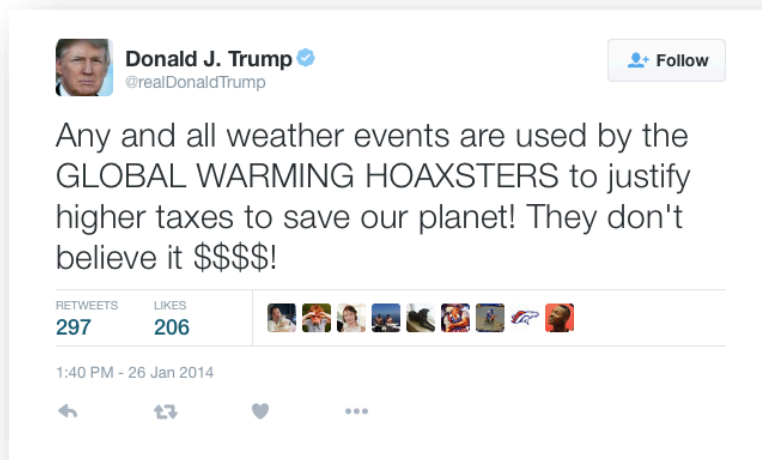 Donald J. Trump
@realDonaldTrump
Follow
Any and all weather events are used by the
GLOBAL WARMING HOAXSTERS to justify
higher taxes to save our planet! They don't
believe it $$$$!
RETWEETS LIKES
297 206
1:40 PM - 26 Jan 2014